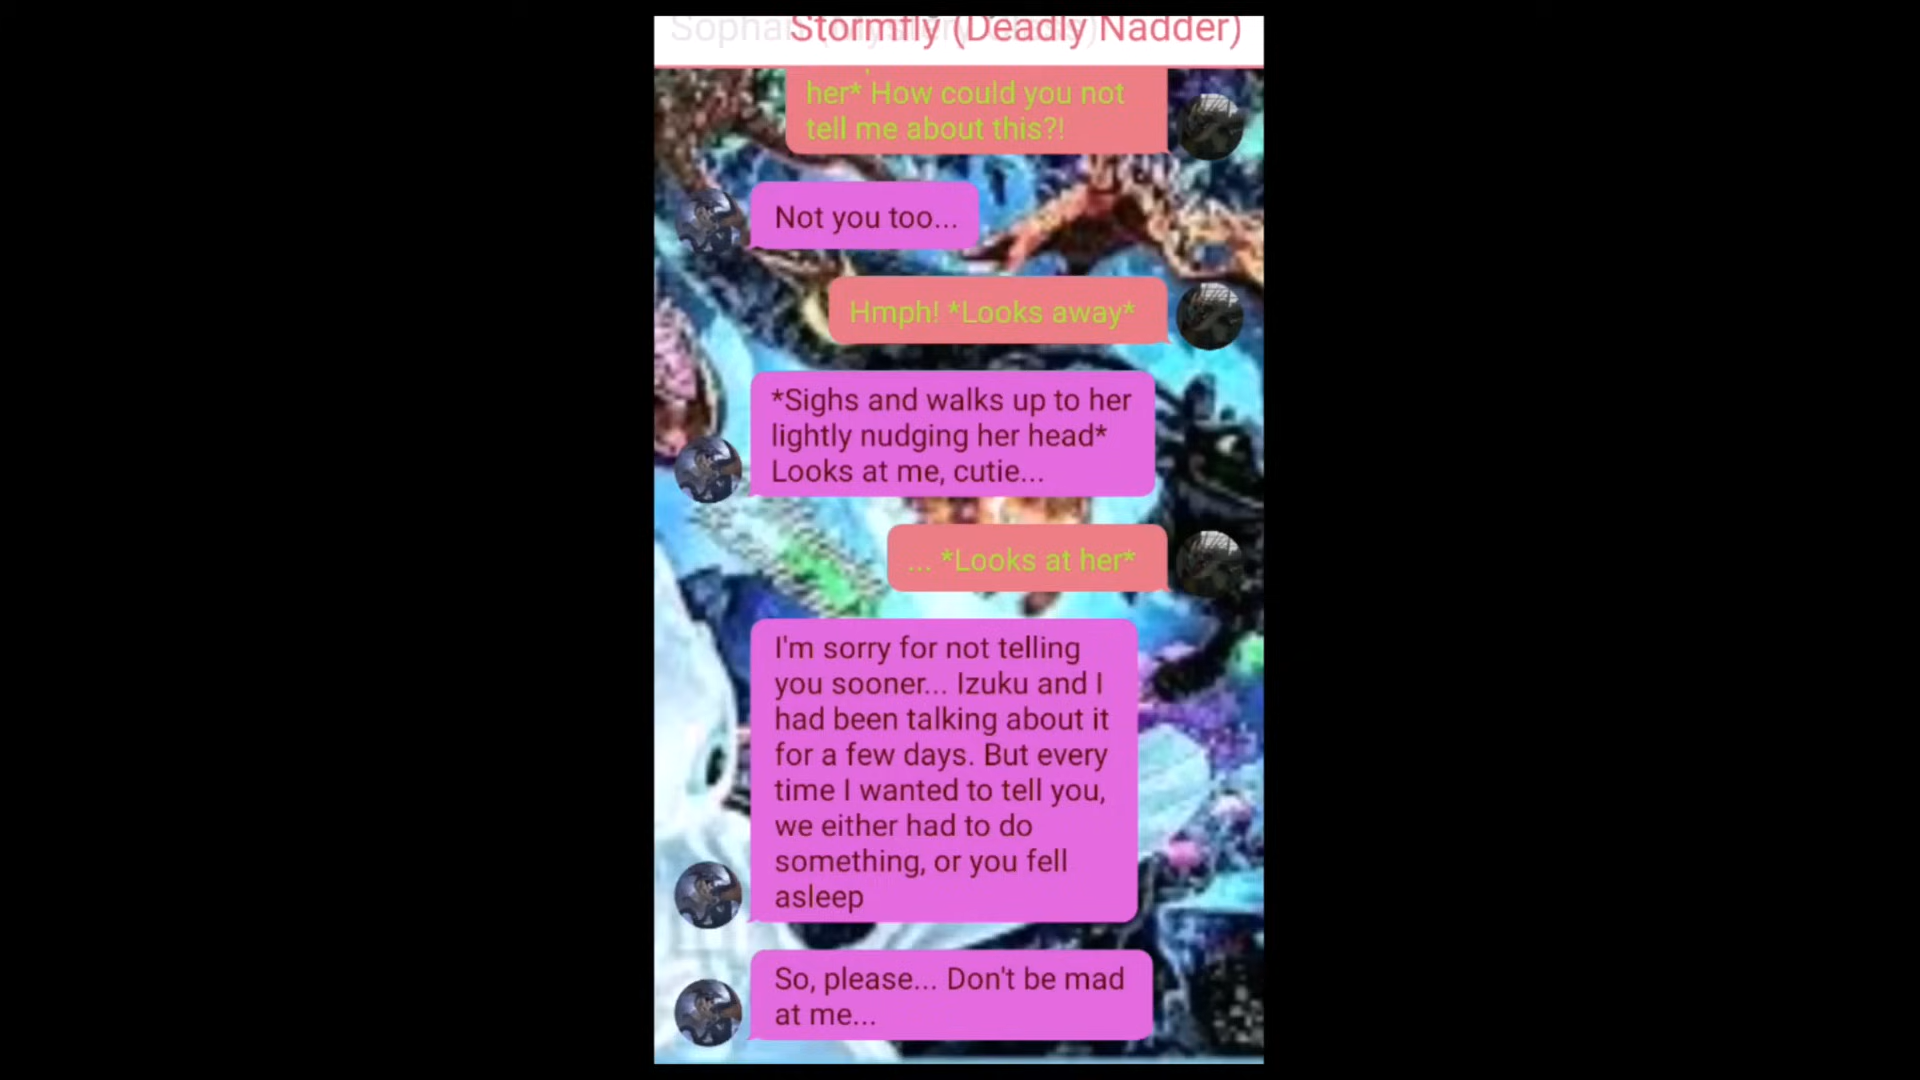 Stormfly (Deadly Nadder)
her* How could you not
tell me about this?!
Not you too...
Hmph! *Looks away*
*Sighs and walks up to her
lightly nudging her head*
Looks at me, cutie...
... *Looks at her*
I'm sorry for not telling
you sooner... Izuku and I
had been talking about it
for a few days. But every
time I wanted to tell you,
we either had to do
something, or you fell
asleep
So, please... Don't be mad
at me...